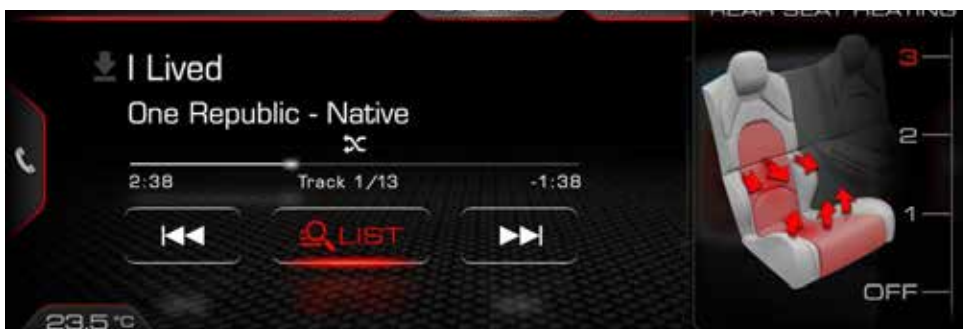 I Lived
One Republic - Native
2:38 Track 1/13 -1:38
LIST
23.5 °C
REAR SEAT HEATING
3
2
1
OFF